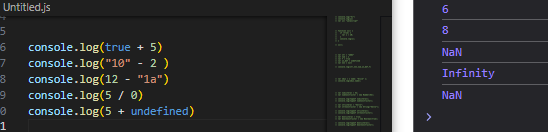 Untitled.js
6 console.log(true + 5)
7 console.log("10" - 2 )
8 console.log(12 - "1a")
9 console.log(5 / 0)
0 console.log(5 + undefined)
1
6
8
NaN
Infinity
NaN
>